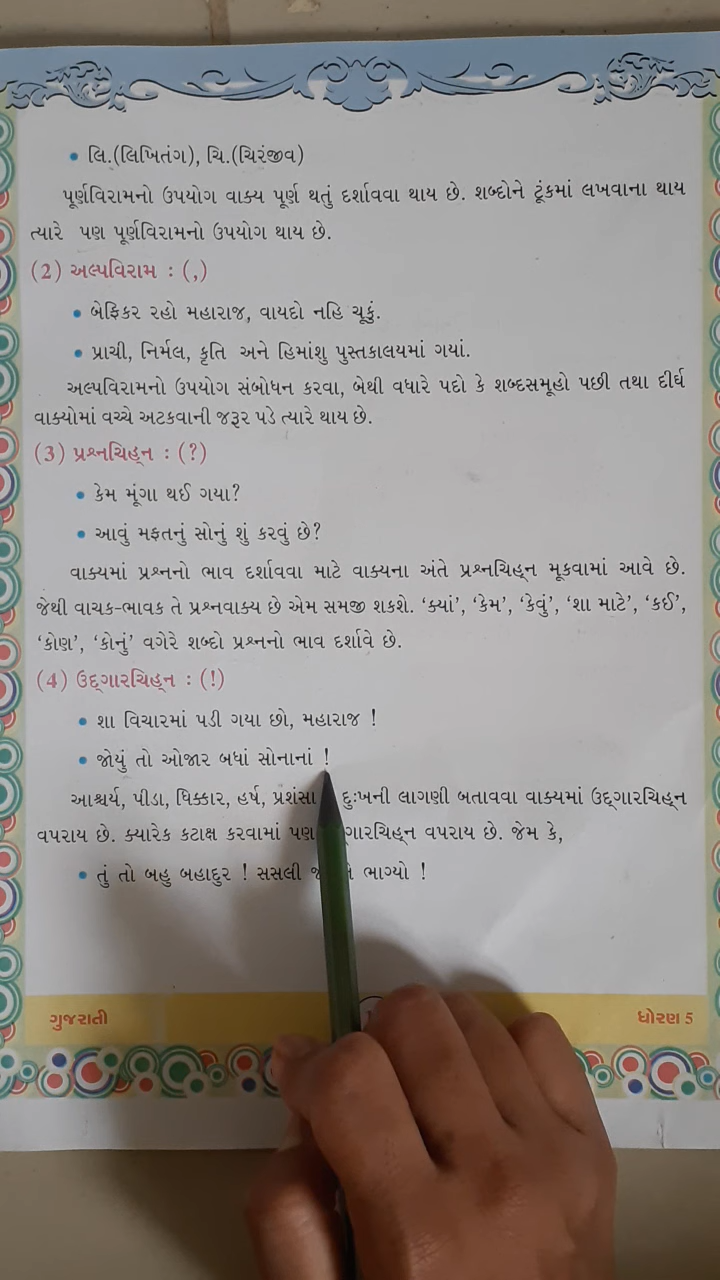 • લિ.(લિખિતંગ), ચિ.(ચિરંજીવ)
પૂર્ણવિરામનો ઉપયોગ વાક્ય પૂર્ણ થતું દર્શાવવા થાય છે. શબ્દોને ટૂંકમાં લખવાના થાય
ત્યારે પણ પૂર્ણવિરામનો ઉપયોગ થાય છે.
(2) અલ્પવિરામ : (,)
• બેફિકર રહો મહારાજ, વાયદો નહિ ચૂકું.
• પ્રાચી, નિર્મલ, કૃતિ અને હિમાંશુ પુસ્તકાલયમાં ગયાં.
અલ્પવિરામનો ઉપયોગ સંબોધન કરવા, બેથી વધારે પદો કે શબ્દસમૂહો પછી તથા દીર્ઘ
વાક્યોમાં વચ્ચે અટકવાની જરૂર પડે ત્યારે થાય છે.
(3) પ્રશ્નચિહ્ન : (?)
• કેમ મૂંગા થઈ ગયા?
• આવું મફતનું સોનું શું કરવું છે?
વાક્યમાં પ્રશ્નનો ભાવ દર્શાવવા માટે વાક્યના અંતે પ્રશ્નચિહ્ન મૂકવામાં આવે છે.
જેથી વાચક-ભાવક તે પ્રશ્નવાક્ય છે એમ સમજી શકશે. ‘ક્યાં’, ‘કેમ’, ‘કેવું’, ‘શા માટે’, ‘કઈ’,
‘કોણ’, ‘કોનું’ વગેરે શબ્દો પ્રશ્નનો ભાવ દર્શાવે છે.
(4) ઉદ્‌ગારચિહ્ન : (!)
• શા વિચારમાં પડી ગયા છો, મહારાજ !
• જોયું તો ઓજાર બધાં સોનાનાં !
આશ્ચર્ય, પીડા, ધિક્કાર, હર્ષ, પ્રશંસા દુઃખની લાગણી બતાવવા વાક્યમાં ઉદ્‌ગારચિહ્ન
વપરાય છે. ક્યારેક કટાક્ષ કરવામાં પણ વપરાય છે. જેમ કે,
• તું તો બહુ બહાદુર ! સસલી ભાગ્યો !
ગુજરાતી
ધોરણ 5